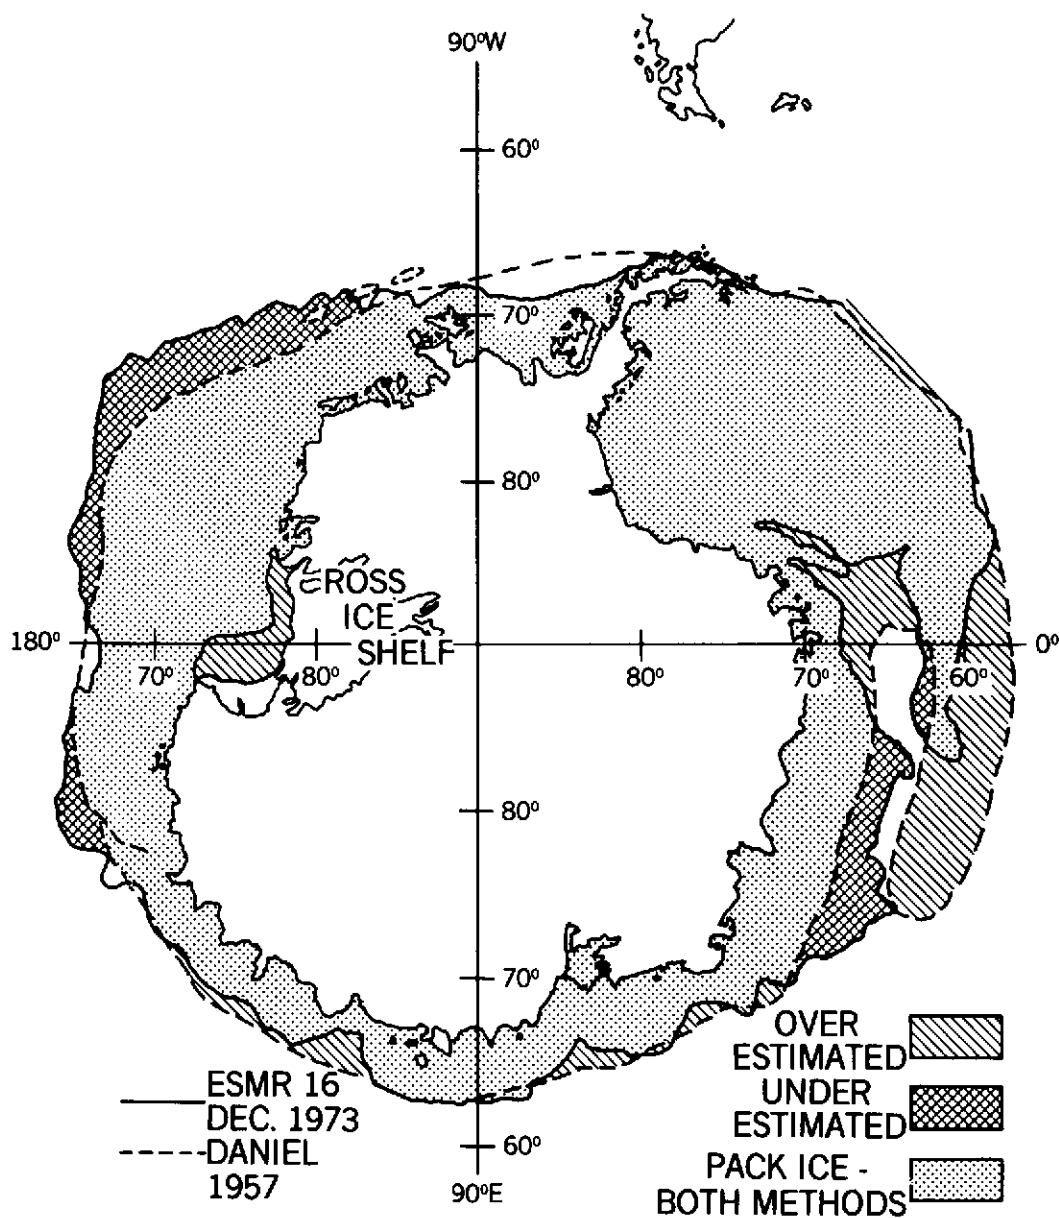 90°W
60°
70°
80°
ROSS
ICE
SHELF
180°
70°
80°
80°
70°
60°
0°
80°
70°
60°
90°E
ESMR 16
DEC. 1973
DANIEL
1957
OVER
ESTIMATED
UNDER
ESTIMATED
PACK ICE -
BOTH METHODS